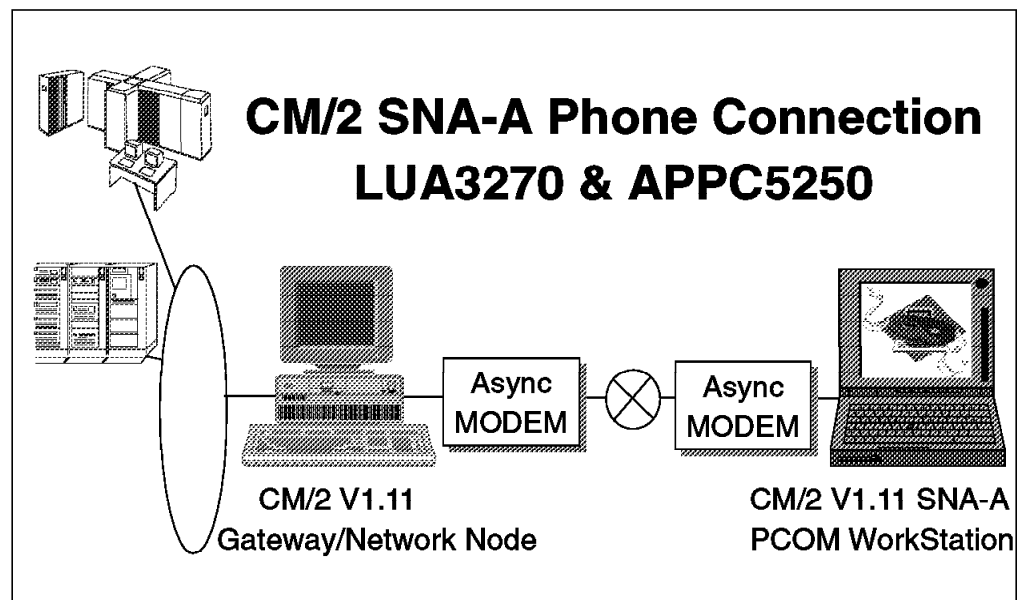 CM/2 SNA-A Phone Connection
LUA3270 & APPC5250
Async
MODEM
Async
MODEM
CM/2 V1.11
Gateway/Network Node
CM/2 V1.11 SNA-A
PCOM WorkStation